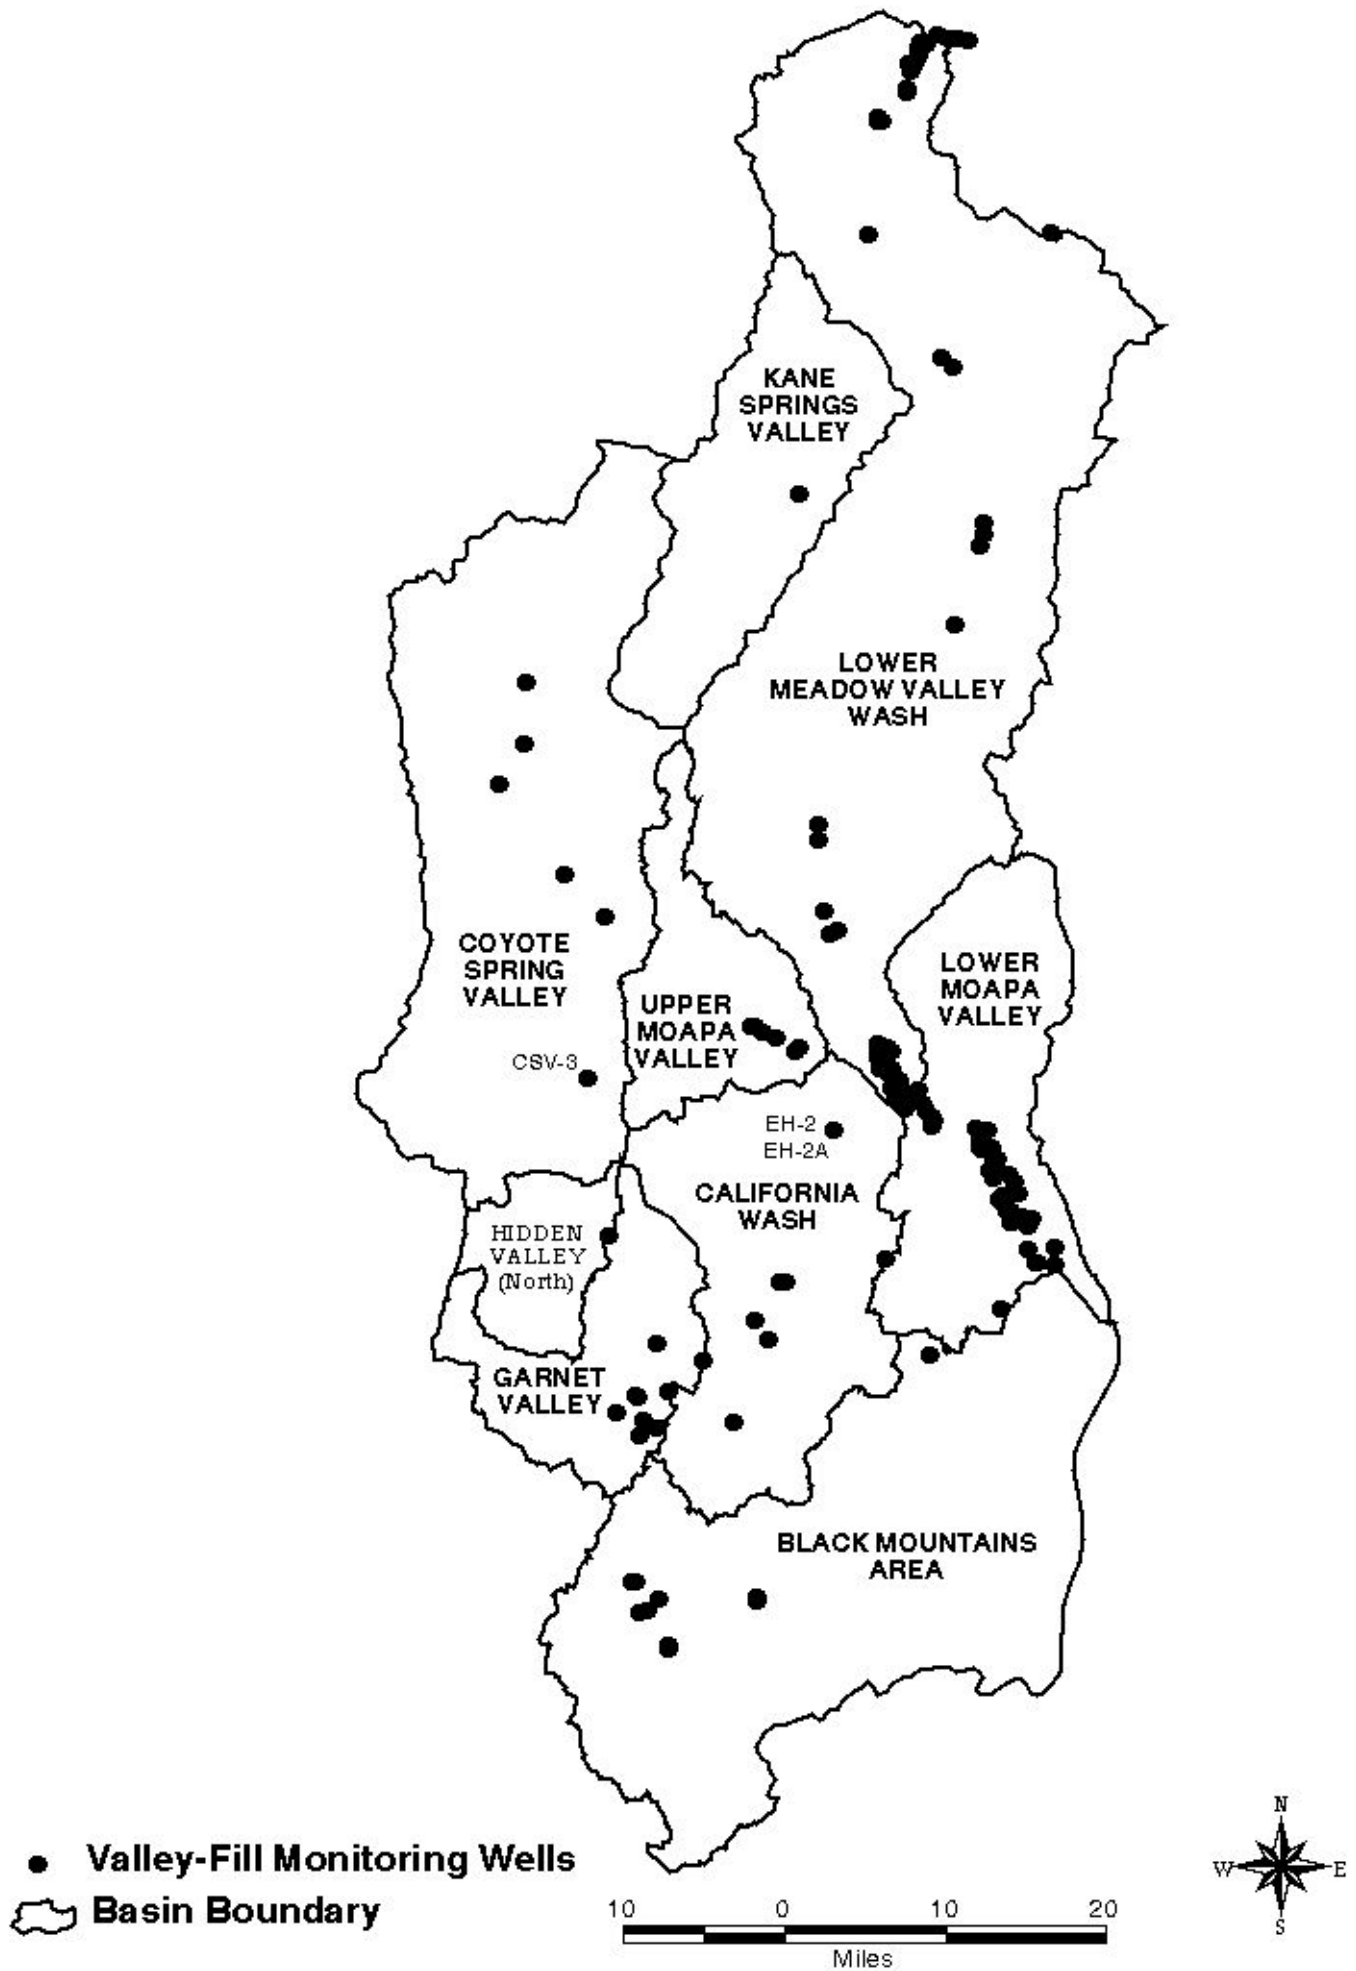 KANE
SPRINGS
VALLEY
LOWER
MEADOW VALLEY
WASH
COYOTE
SPRING
VALLEY
LOWER
MOAPA
VALLEY
UPPER
MOAPA
VALLEY
CSV-3
EH-2
EH-2A
CALIFORNIA
WASH
HIDDEN
VALLEY
(North)
GARNET
VALLEY
BLACK MOUNTAINS
AREA
Valley-Fill Monitoring Wells
Basin Boundary
10 0 10 20
Miles
N
W E
S